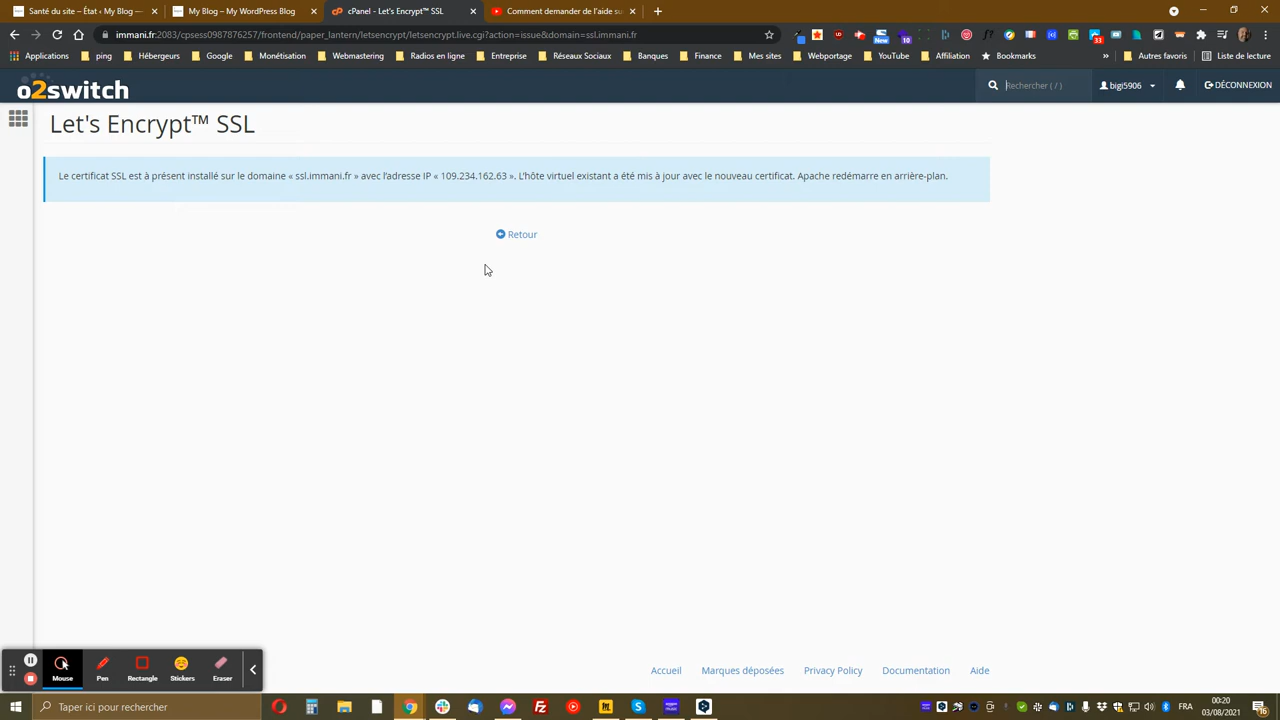 Santé du site – État ‹ My Blog —
My Blog – My WordPress Blog
cPanel - Let's Encrypt™ SSL
Comment demander de l'aide su
immani.fr:2083/cpsess0987876257/frontend/paper_lantern/letsencrypt/letsencrypt.live.cgi?action=issue&domain=ssl.immani.fr
New
10
33
Applications
ping
Hébergeurs
Google
Monétisation
Webmastering
Radios en ligne
Entreprise
Réseaux Sociaux
Banques
Finance
Mes sites
Webportage
YouTube
Affiliation
Bookmarks
»
Autres favoris
Liste de lecture
o2switch
Rechercher ( / )
bigi5906
DÉCONNEXION
Let's Encrypt™ SSL
Le certificat SSL est à présent installé sur le domaine « ssl.immani.fr » avec l'adresse IP « 109.234.162.63 ». L'hôte virtuel existant a été mis à jour avec le nouveau certificat. Apache redémarre en arrière-plan.
Retour
Accueil
Marques déposées
Privacy Policy
Documentation
Aide
Mouse
Pen
Rectangle
Stickers
Eraser
Taper ici pour rechercher
FRA
00:20
03/08/2021